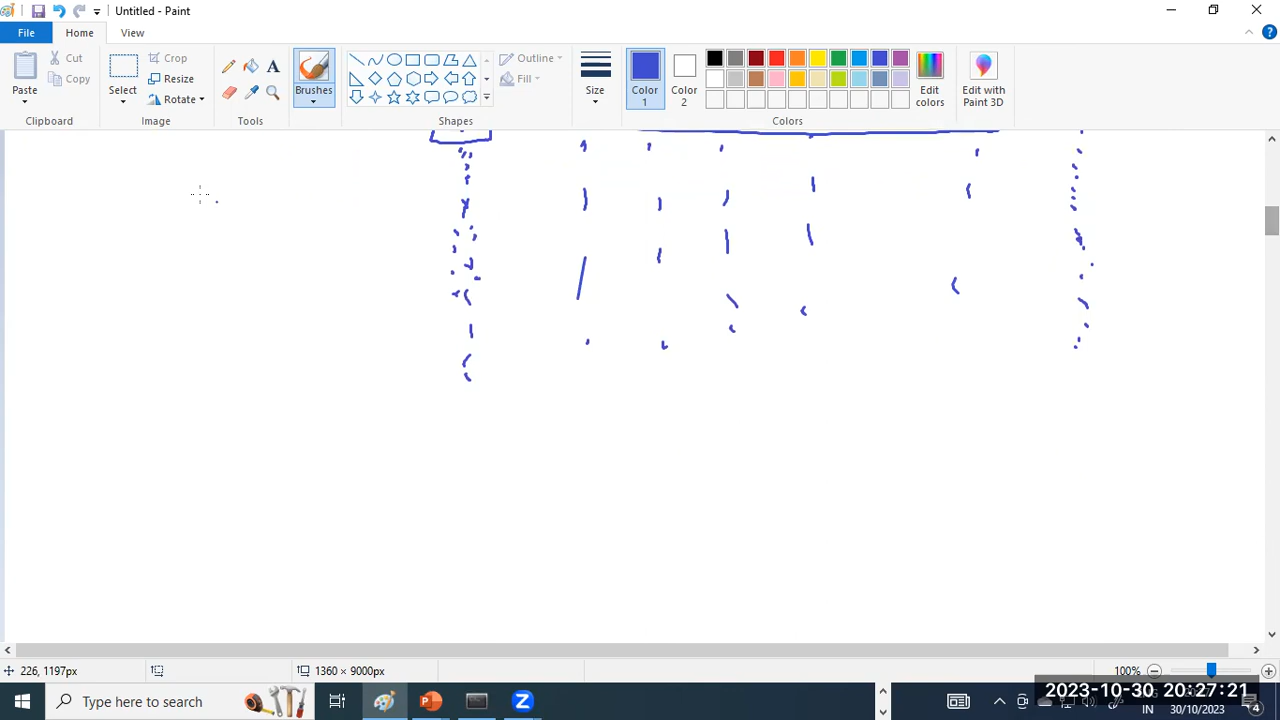 Untitled - Paint
File
Home
View
Paste
Cut
Copy
Clipboard
Select
Crop
Resize
Rotate
Image
Tools
Brushes
Outline
Fill
Shapes
Size
Color
1
Color
2
Edit
colors
Colors
Edit with
Paint 3D
226, 1197px
1360 × 9000px
100%
Type here to search
2023-10-30 20:27:21
IN
30/10/2023
4